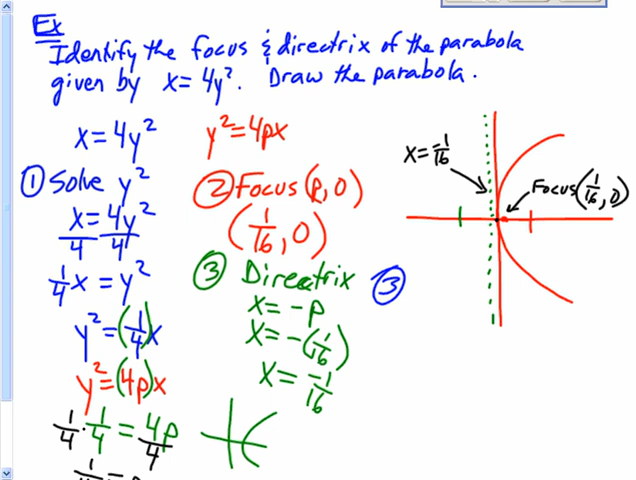 Ex
Identify the focus & directrix of the parabola
given by x = 4y². Draw the parabola.
x = 4y²
① Solve y²
x/4 = 4y²/4
1/4 x = y²
y² = (1/4)x
y² = (4p)x
1/4 · 1/4 = 4p/4
1/16 =
y² = 4px
② Focus (p, 0)
(1/16, 0)
③ Directrix
x = -p
x = -(1/16)
x = -1/16
③
x = -1/16
Focus (1/16, 0)